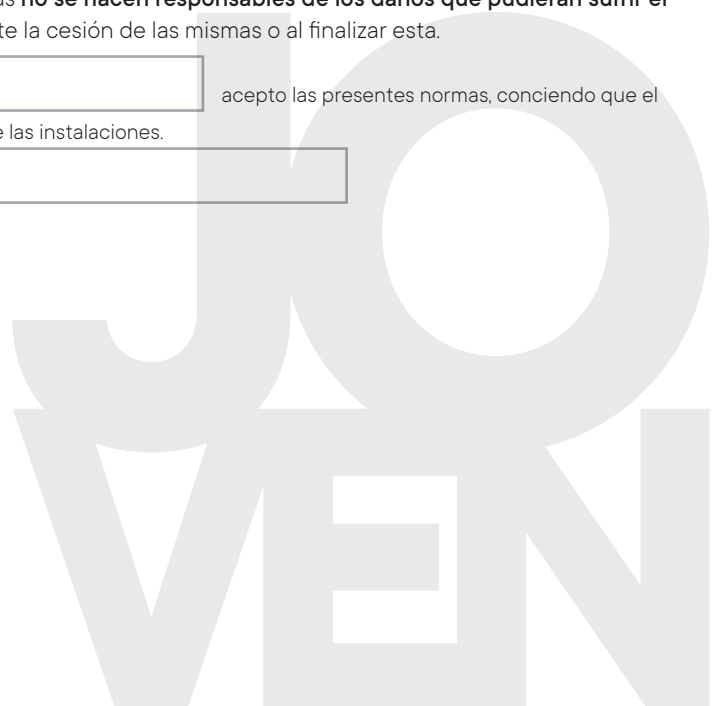 no se hacen responsables de los daños que pudieran sufrir el
te la cesión de las mismas o al finalizar esta.
acepto las presentes normas, conciendo que el
las instalaciones.
JO
VEN